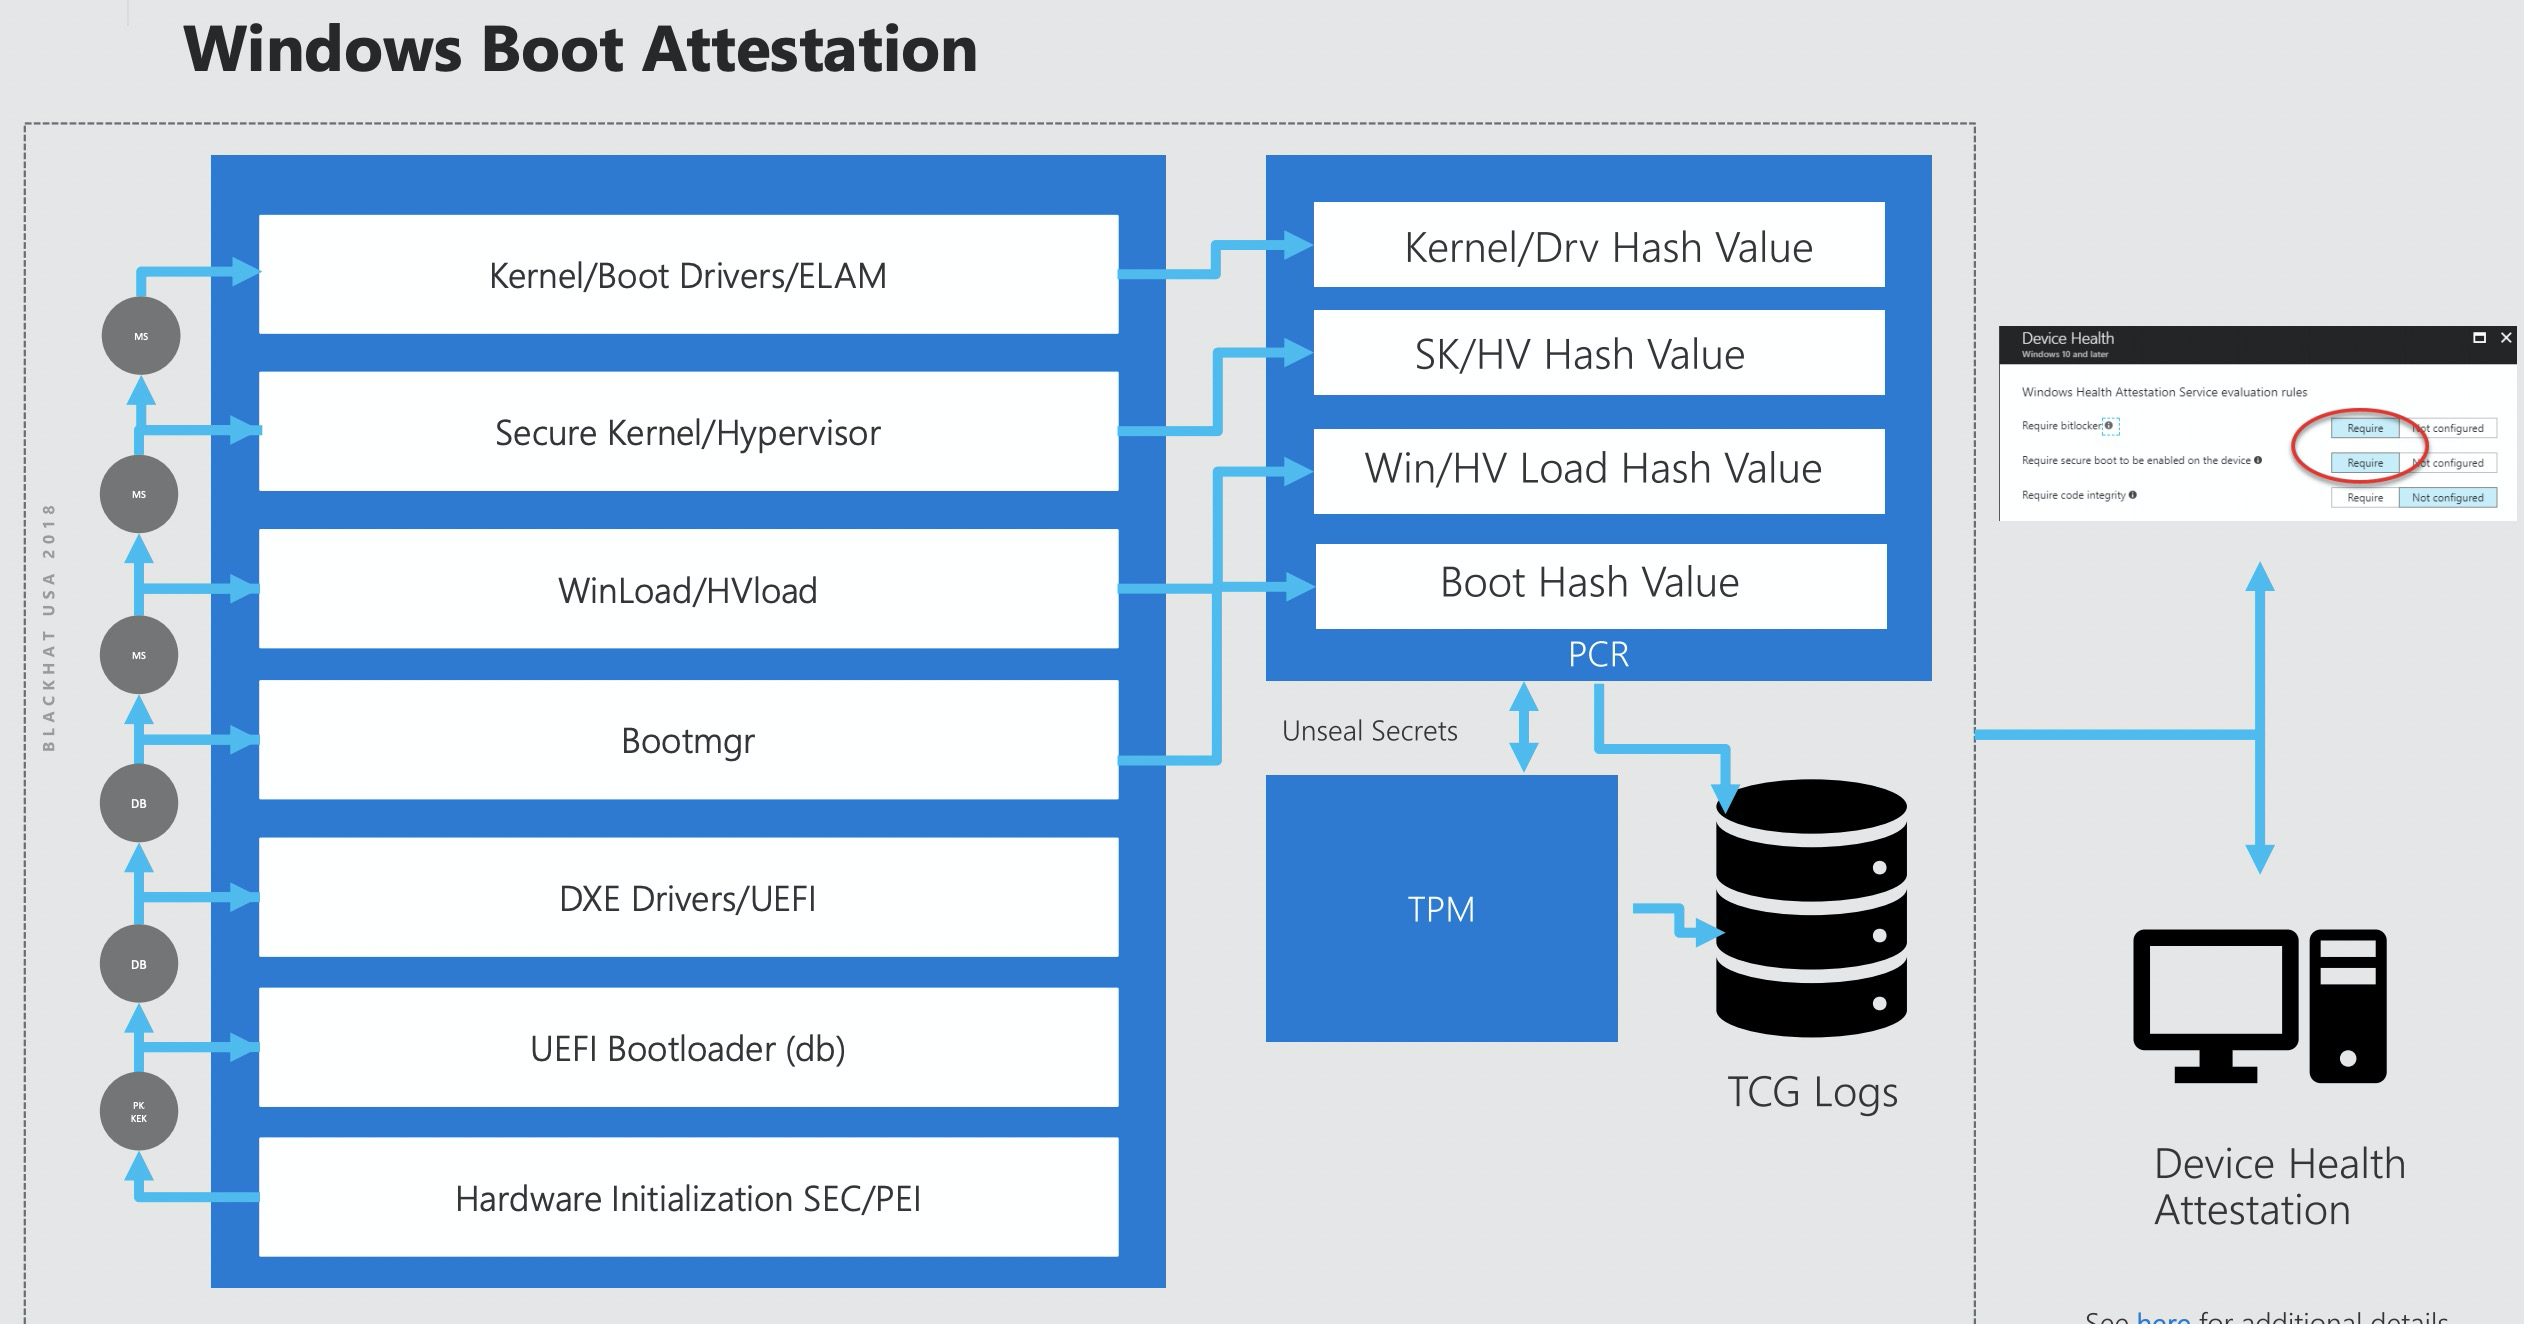 Windows Boot Attestation
BLACKHAT USA 2018
MS
MS
MS
DB
DB
PK
KEK
Kernel/Boot Drivers/ELAM
Secure Kernel/Hypervisor
WinLoad/HVload
Bootmgr
DXE Drivers/UEFI
UEFI Bootloader (db)
Hardware Initialization SEC/PEI
Kernel/Drv Hash Value
SK/HV Hash Value
Win/HV Load Hash Value
Boot Hash Value
PCR
Unseal Secrets
TPM
TCG Logs
Device Health
Windows 10 and later
Windows Health Attestation Service evaluation rules
Require bitlocker Require Not configured
Require secure boot to be enabled on the device Require Not configured
Require code integrity Require Not configured
Device Health
Attestation
See here for additional details